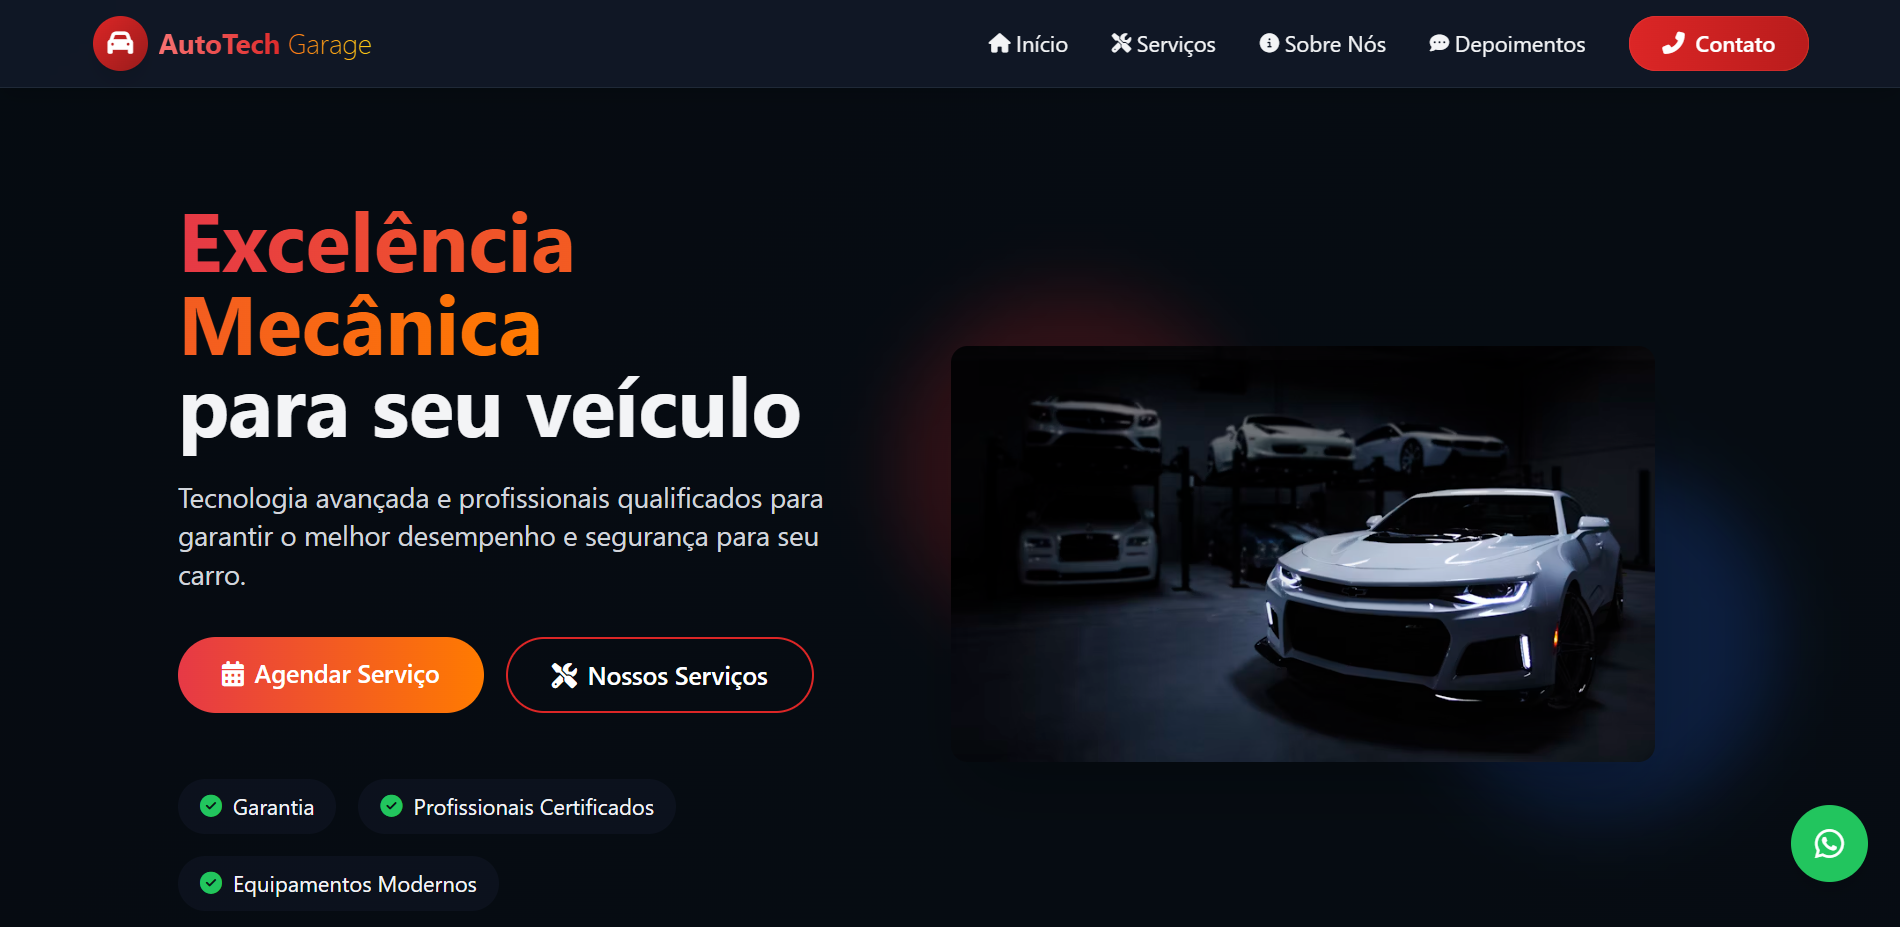 AutoTech Garage
Início
Serviços
Sobre Nós
Depoimentos
Contato
Excelência
Mecânica
para seu veículo
Tecnologia avançada e profissionais qualificados para
garantir o melhor desempenho e segurança para seu
carro.
Agendar Serviço
Nossos Serviços
Garantia
Profissionais Certificados
Equipamentos Modernos